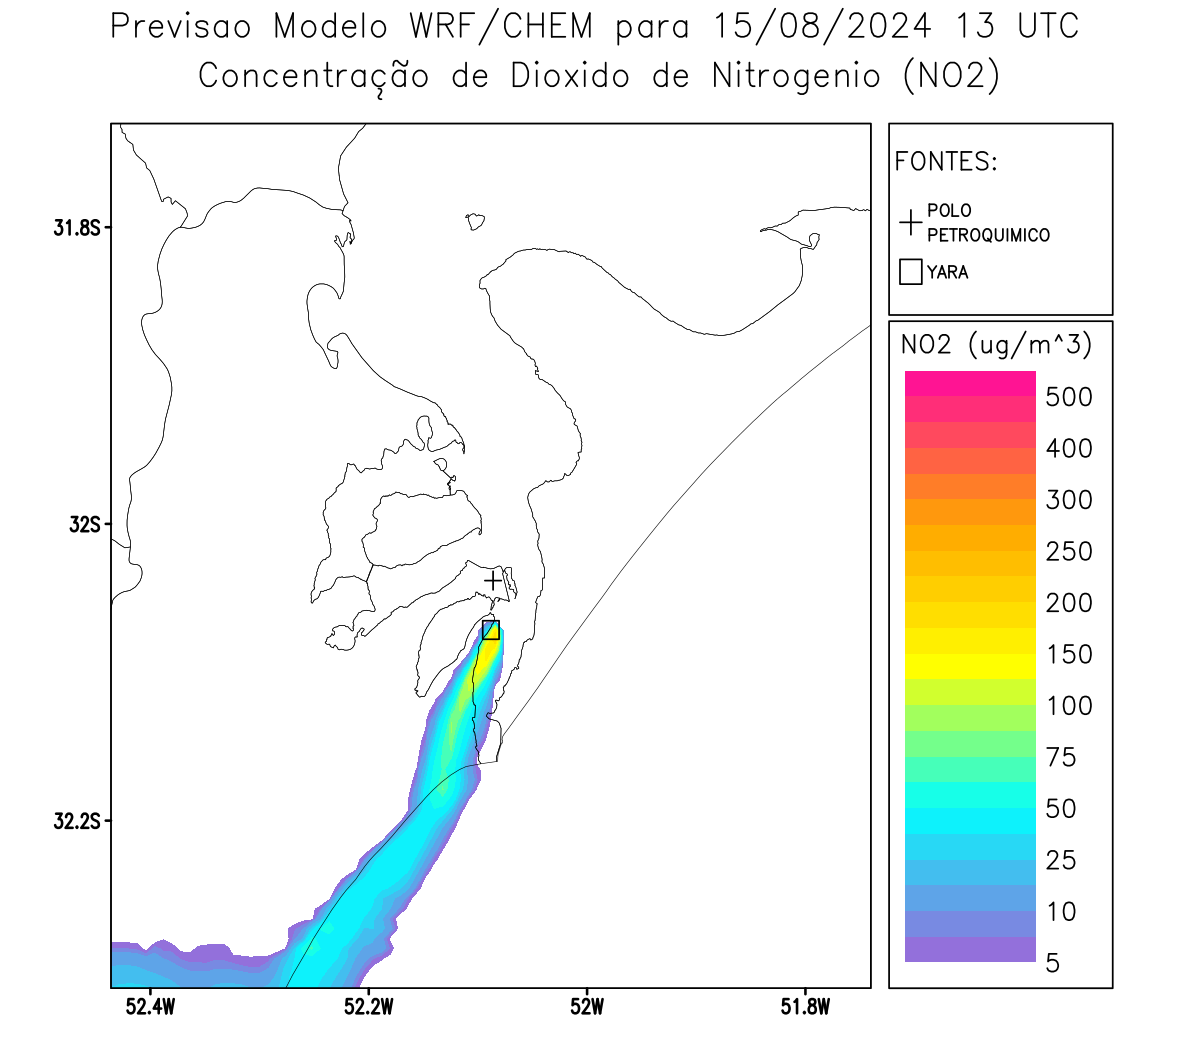 Previsao Modelo WRF/CHEM para 15/08/2024 13 UTC
Concentração de Dioxido de Nitrogenio (NO2)
FONTES:
POLO
PETROQUIMICO
YARA
NO2 (ug/m^3)
500
400
300
250
200
150
100
75
50
25
10
5
31.8S
32S
32.2S
52.4W
52.2W
52W
51.8W